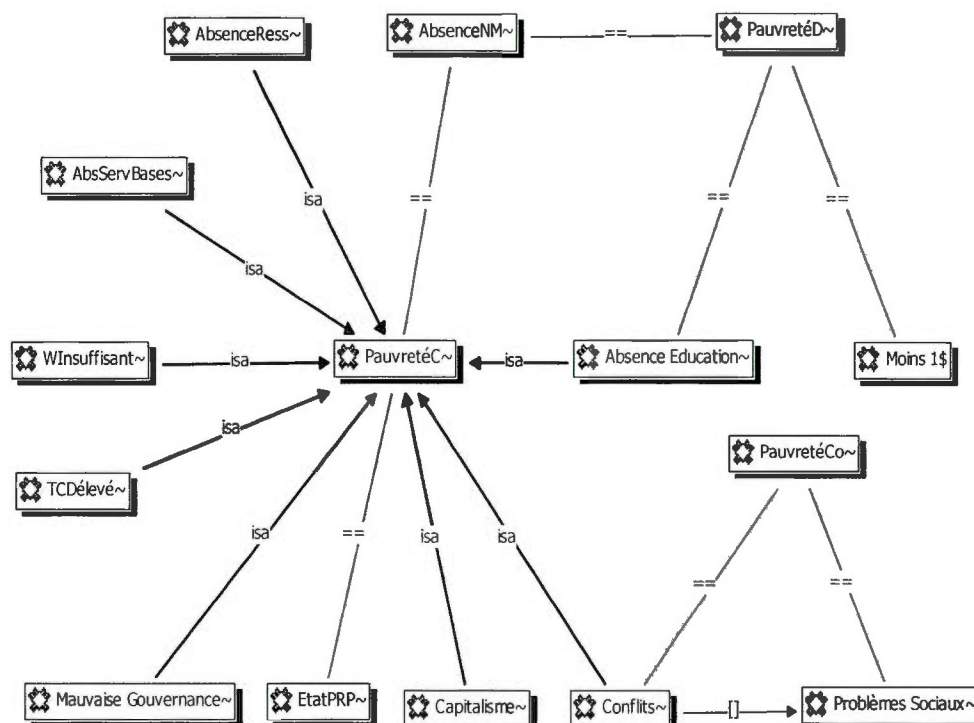 AbsenceRess~
AbsenceNM~
==
PauvretéD~
AbsServBases~
isa
==
==
==
isa
WInsuffisant~
isa
PauvretéC~
isa
Absence Education~
Moins 1$
isa
TCDélevé~
PauvretéCo~
isa
==
isa
isa
==
==
Mauvaise Gouvernance~
EtatPRP~
Capitalisme~
Conflits~
[]
Problèmes Sociaux~